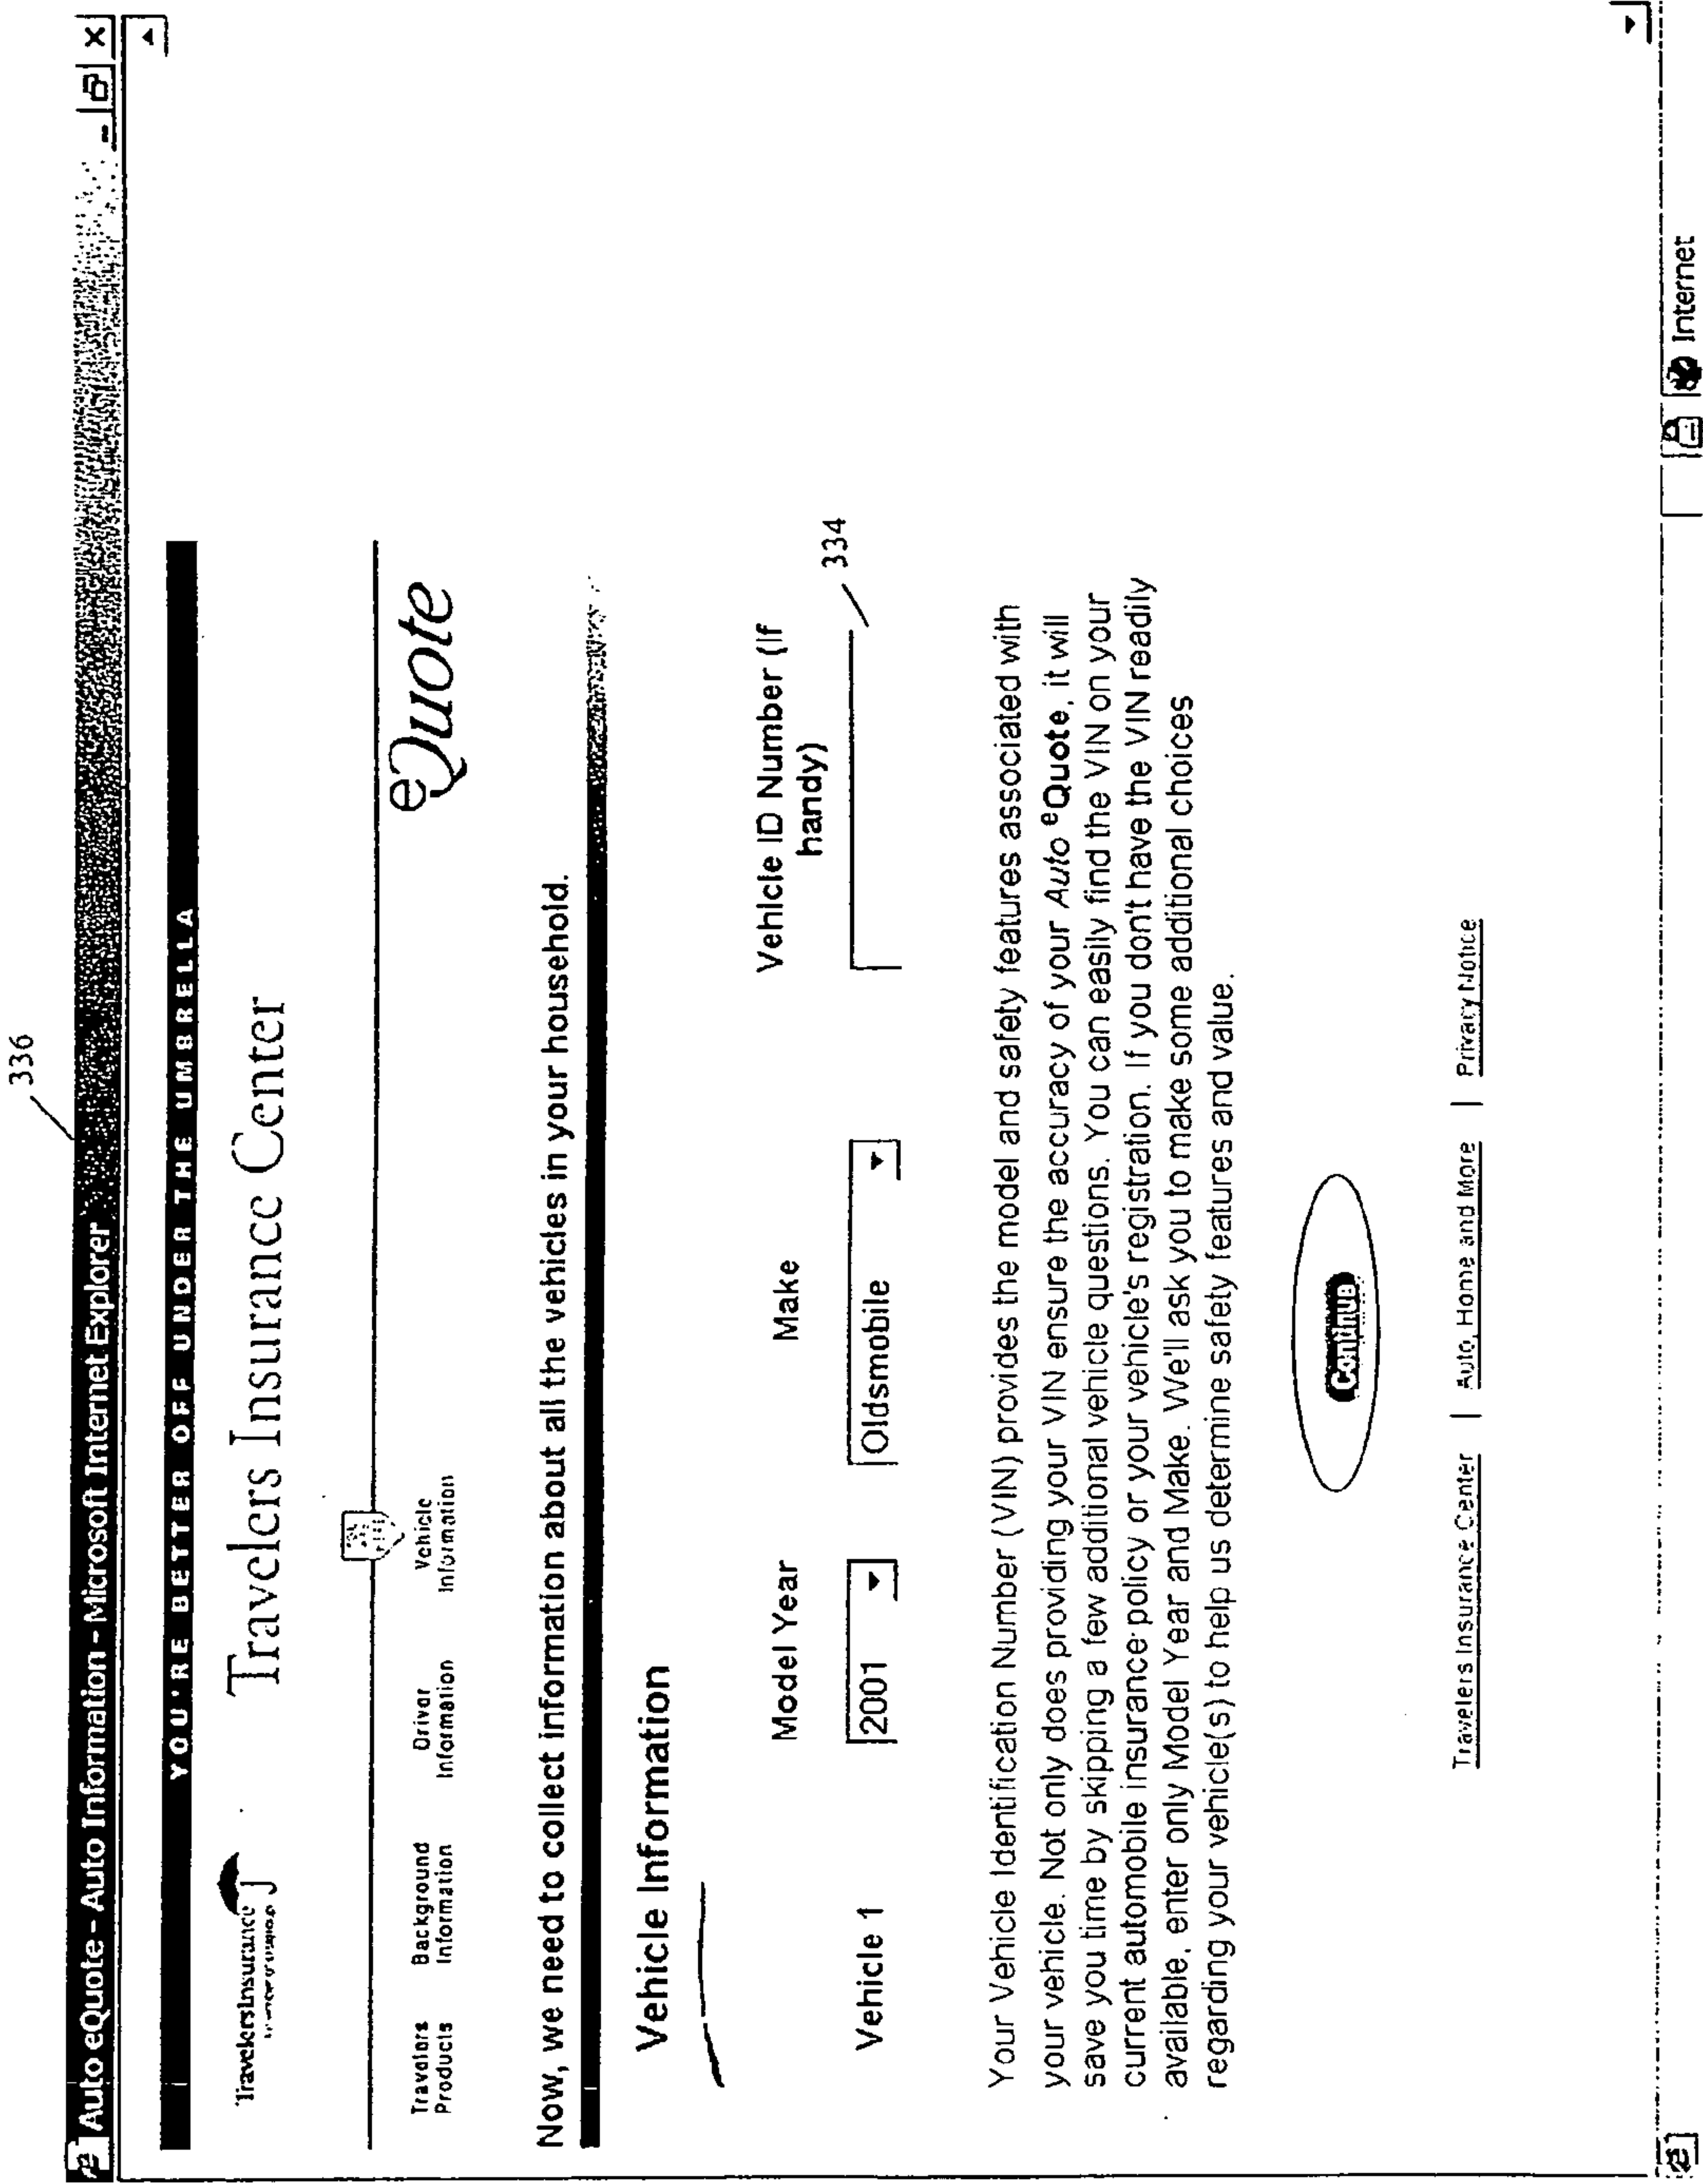 336
Auto eQuote - Auto Information - Microsoft Internet Explorer
YOU'RE BETTER OFF UNDER THE UMBRELLA
TravelersInsurance
Travelers Insurance Center
Travelers Products
Background Information
Driver Information
Vehicle Information
eQuote
Now, we need to collect information about all the vehicles in your household.
Vehicle Information
Model Year
Make
Vehicle ID Number (If
handy)
334
Vehicle 1
2001
Oldsmobile
Your Vehicle Identification Number (VIN) provides the model and safety features associated with
your vehicle. Not only does providing your VIN ensure the accuracy of your Auto eQuote, it will
save you time by skipping a few additional vehicle questions. You can easily find the VIN on your
current automobile insurance policy or your vehicle's registration. If you don't have the VIN readily
available, enter only Model Year and Make. We'll ask you to make some additional choices
regarding your vehicle(s) to help us determine safety features and value.
Continue
Travelers Insurance Center | Auto, Home and More | Privacy Notice
Internet